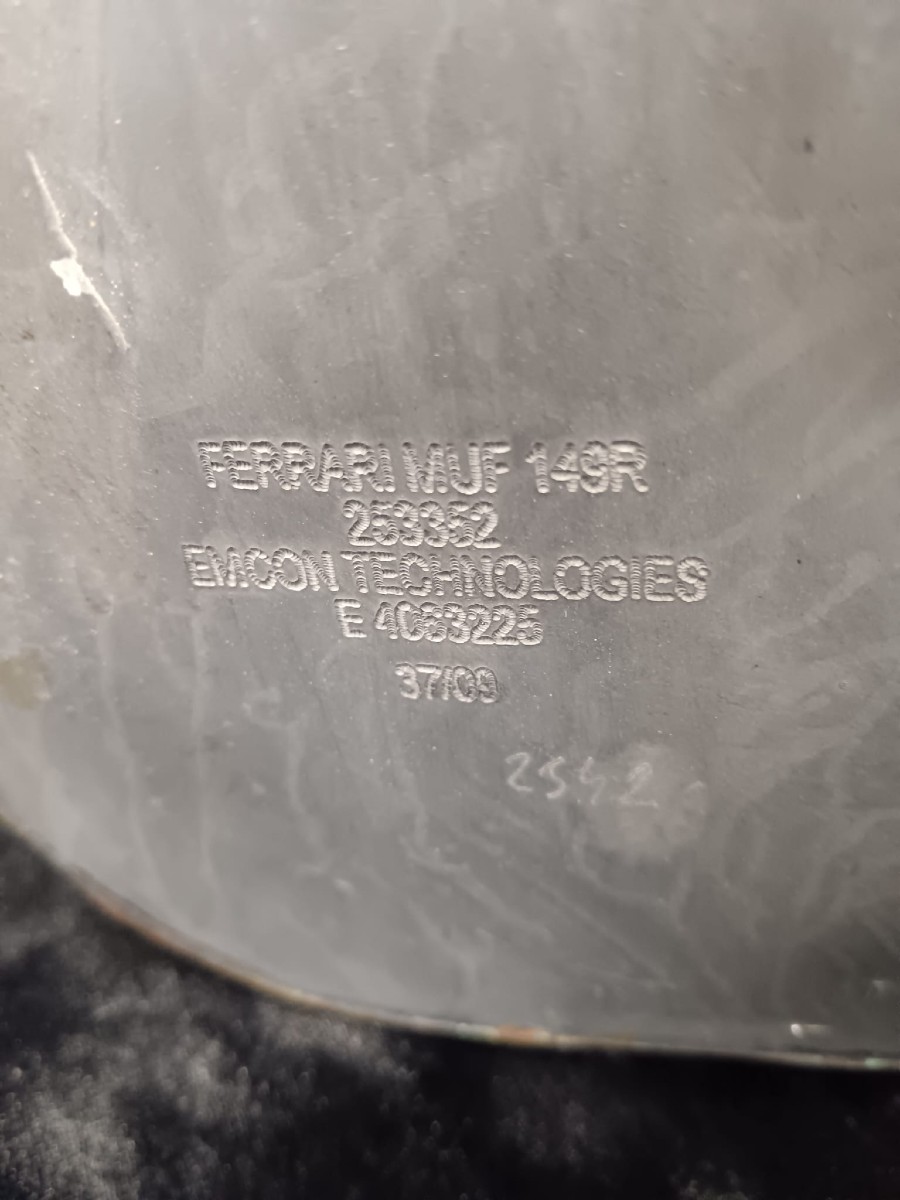 FERRARI MUF 149R
253352
EMCON TECHNOLOGIES
E 4083225
37/09
2542